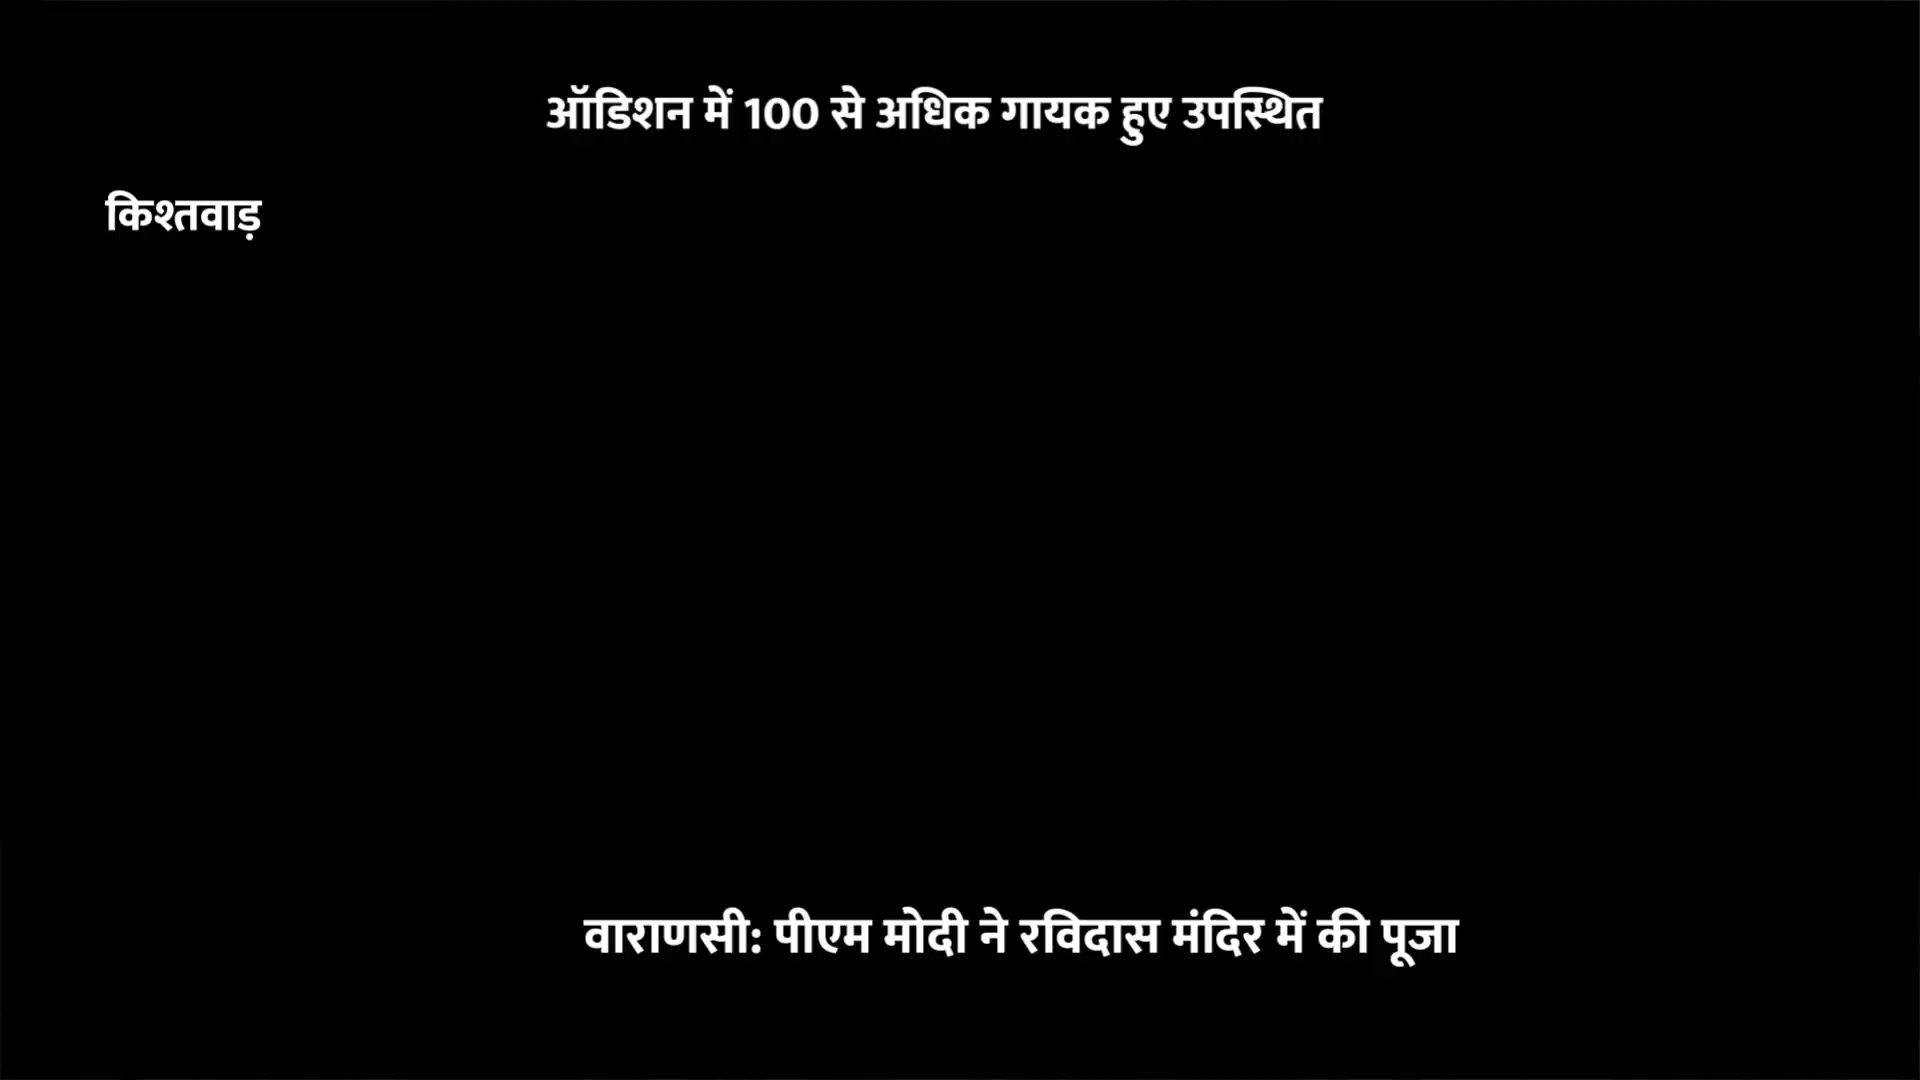 ऑडिशन में 100 से अधिक गायक हुए उपस्थित
किश्तवाड़
वाराणसी: पीएम मोदी ने रविदास मंदिर में की पूजा